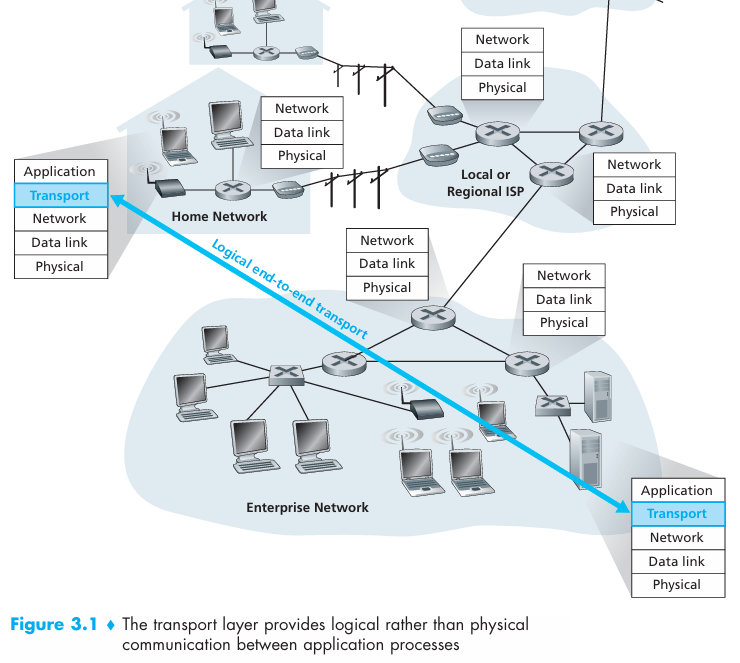 Network
Data link
Physical
Network
Data link
Physical
Application
Transport
Network
Data link
Physical
Home Network
Local or
Regional ISP
Network
Data link
Physical
Logical end-to-end transport
Network
Data link
Physical
Network
Data link
Physical
Enterprise Network
Application
Transport
Network
Data link
Physical
Figure 3.1 ♦ The transport layer provides logical rather than physical
communication between application processes